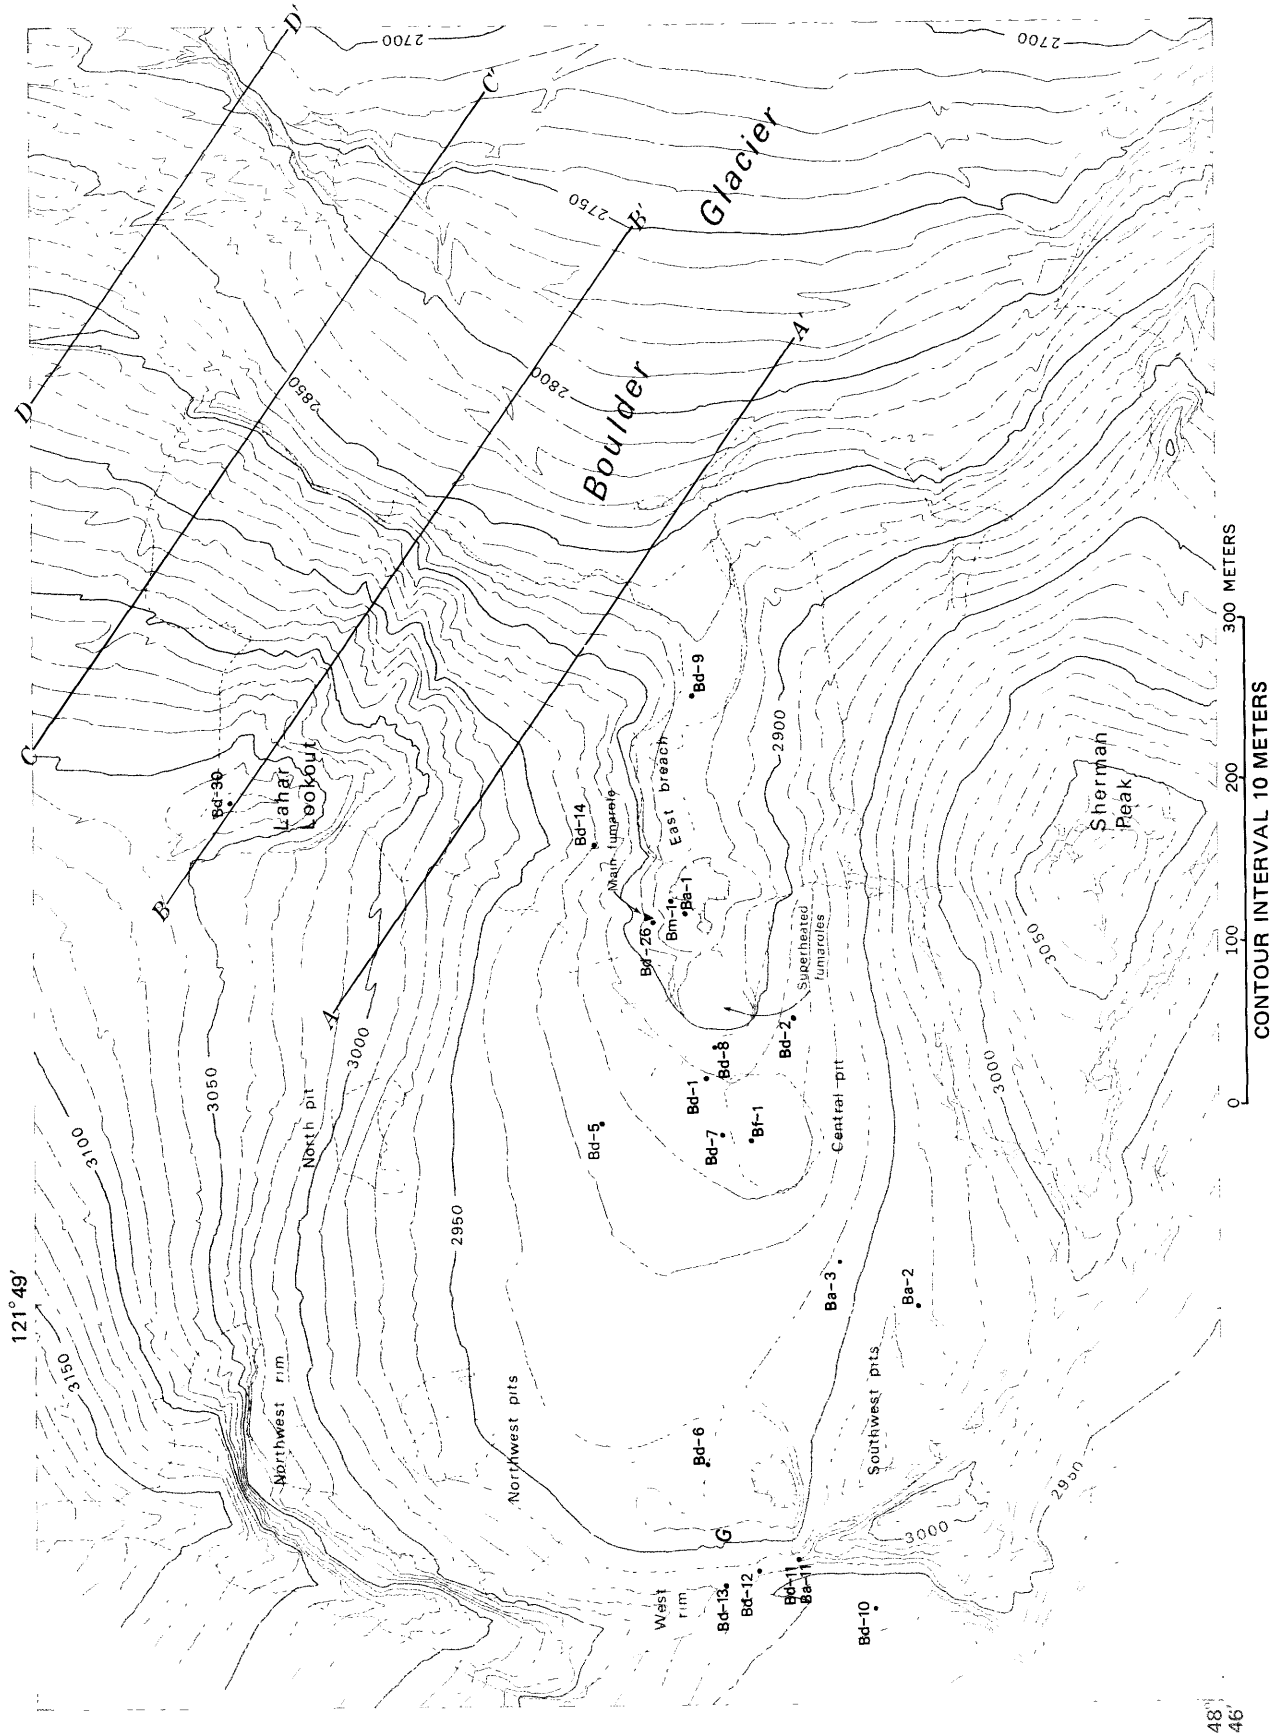 D'
2700
2700
C'
Glacier
2750
B'
A'
D
2850
2800
Boulder
C
Bd-30
Lahar
Lookout
B
A
Bd-14
Main fumarole
East breach
Bd-9
Bm-1
Ba-1
Bd-26
2900
Superheated
fumaroles
Sherman
Peak
3050
3000
Bd-2
Bd-8
Bd-1
Bd-7
Bf-1
Central pit
Bd-5
3000
3050
North pit
3100
2950
121°49'
3150
Northwest rim
Northwest pits
Ba-3
Ba-2
Southwest pits
Bd-6
G
3000
West
rim
Bd-13
Bd-12
Bd-11
Ba-11
Bd-10
48°
46'
0
100
200
300 METERS
CONTOUR INTERVAL 10 METERS